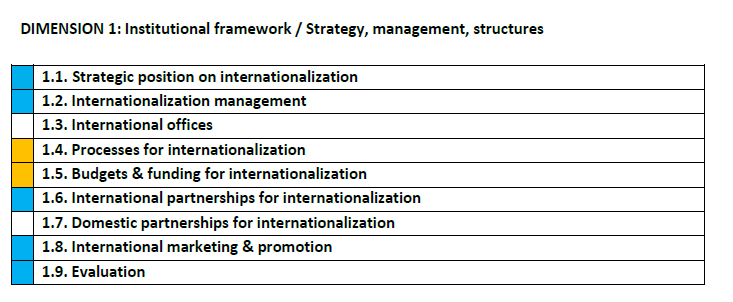 DIMENSION 1: Institutional framework / Strategy, management, structures
1.1. Strategic position on internationalization
1.2. Internationalization management
1.3. International offices
1.4. Processes for internationalization
1.5. Budgets & funding for internationalization
1.6. International partnerships for internationalization
1.7. Domestic partnerships for internationalization
1.8. International marketing & promotion
1.9. Evaluation